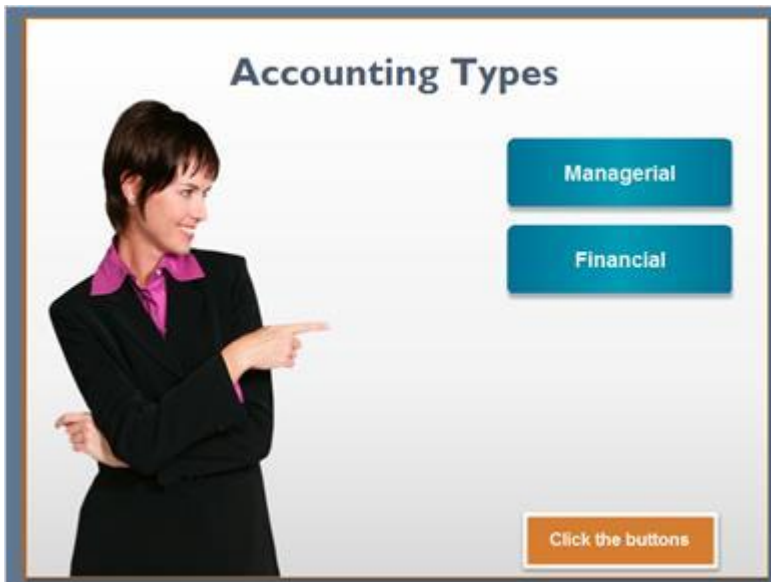 Accounting Types
Managerial
Financial
Click the buttons